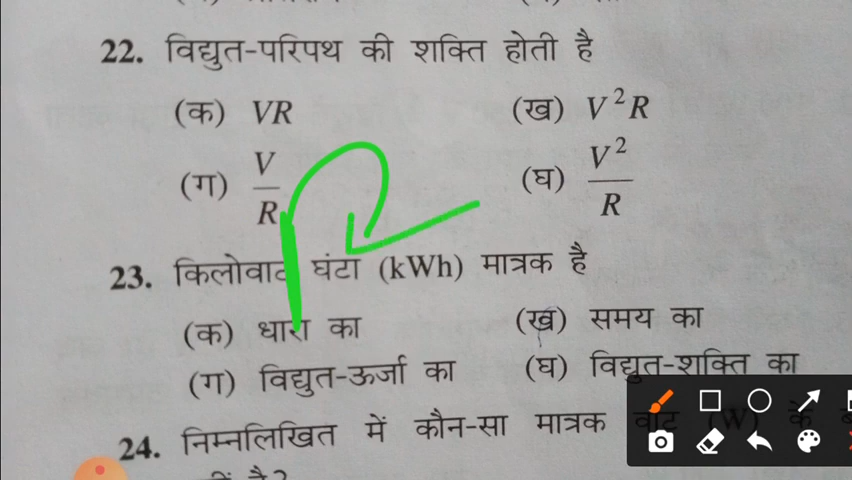 22. विद्युत-परिपथ की शक्ति होती है
(क) VR (ख) V²R
(ग) V/R (घ) V²/R
23. किलोवाट घंटा (kWh) मात्रक है
(क) धारा का (ख) समय का
(ग) विद्युत-ऊर्जा का (घ) विद्युत-शक्ति का
24. निम्नलिखित में कौन-सा मात्रक वाट (W) के